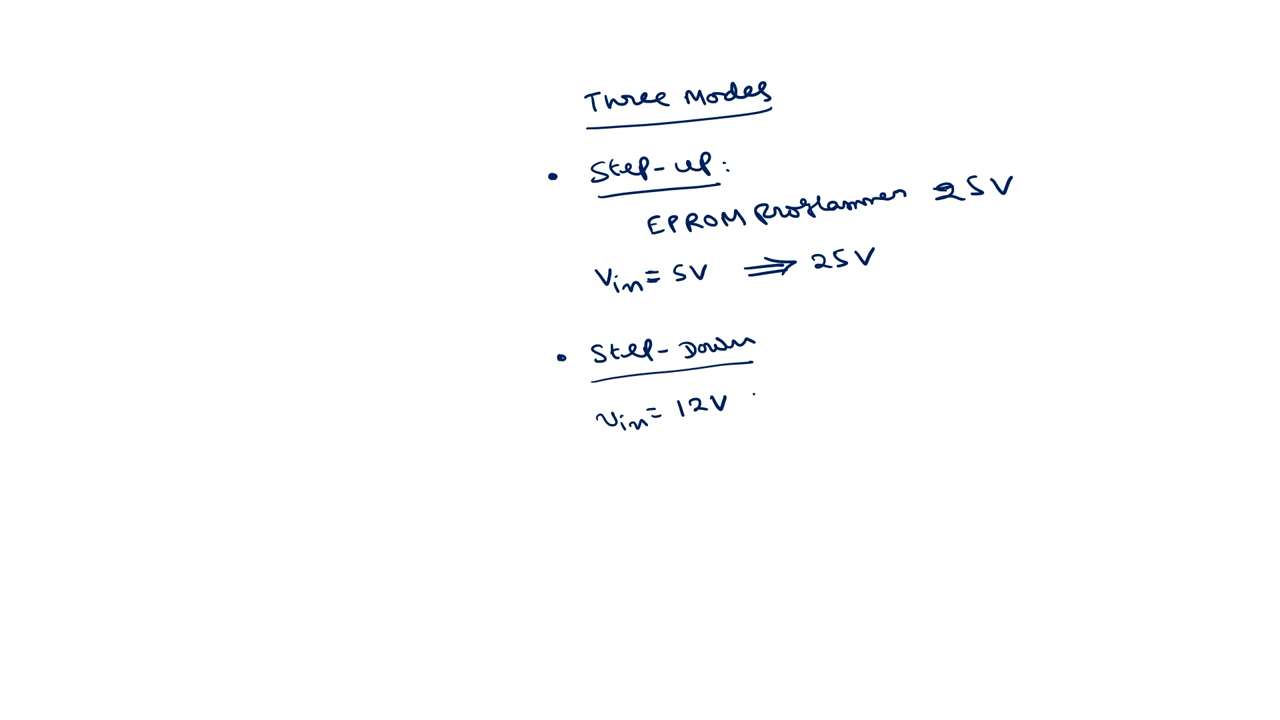 Three Modes
• Step-up:
EPROM Programmer 25V
Vin = 5V ⇒ 25V
• Step-Down
Vin = 12V